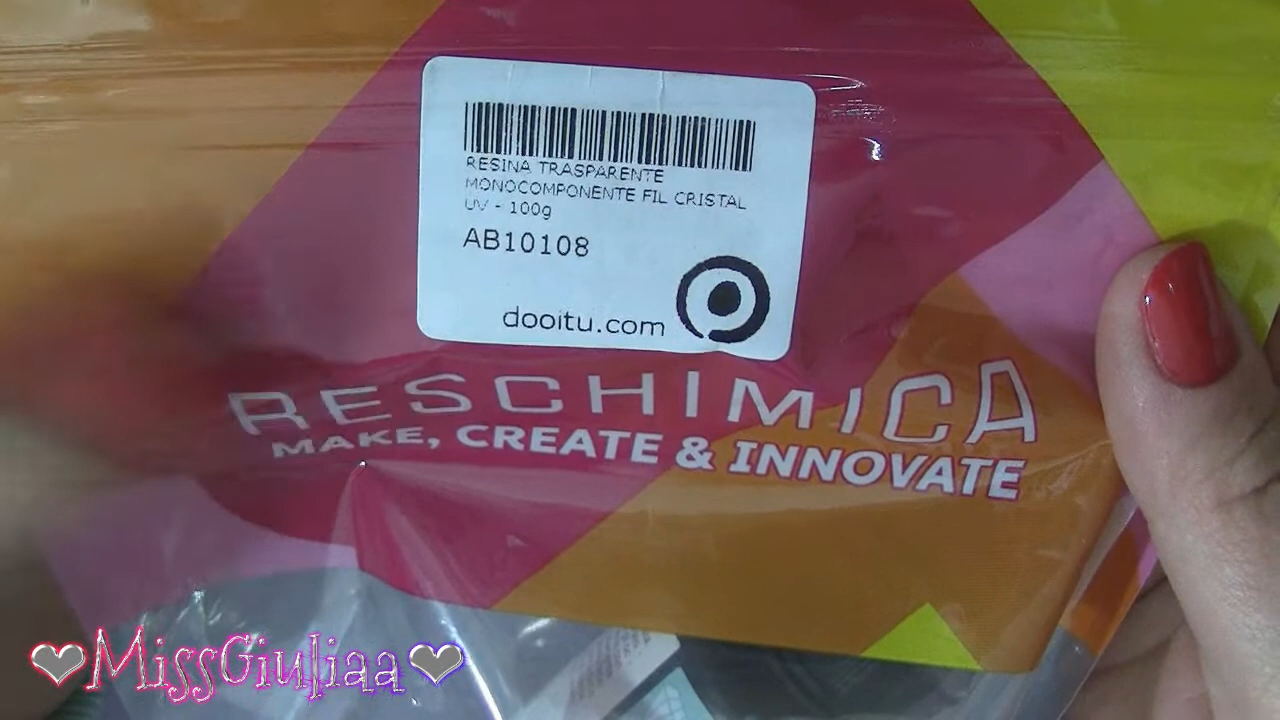 RESINA TRASPARENTE
MONOCOMPONENTE FIL CRISTAL
UV - 100g
AB10108
dooitu.com
RESCHIMICA
MAKE, CREATE & INNOVATE
MissGiuliaa